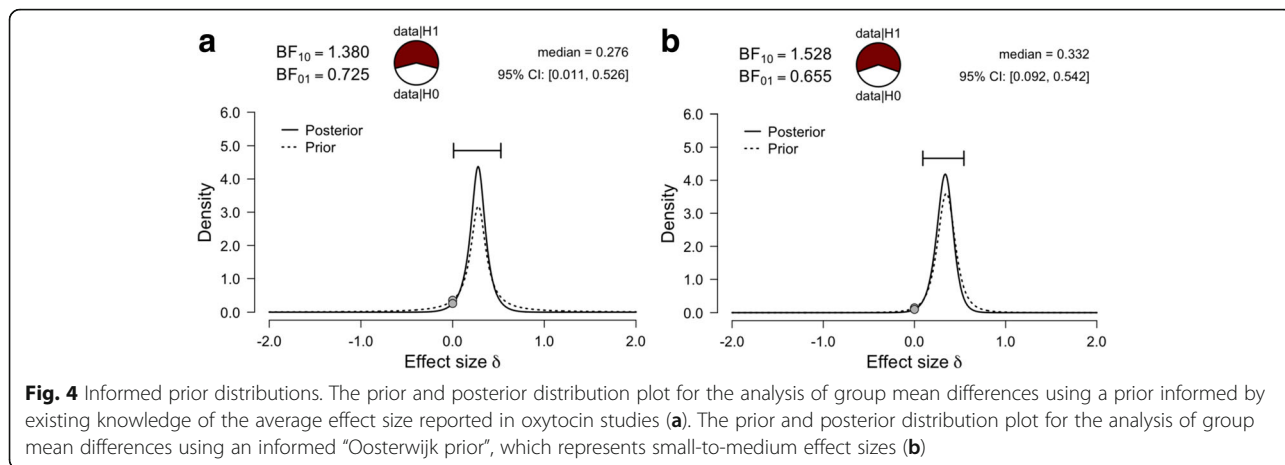 a
BF10 = 1.380
BF01 = 0.725
data|H1
data|H0
median = 0.276
95% CI: [0.011, 0.526]
Posterior
Prior
Density
6.0
5.0
4.0
3.0
2.0
1.0
0.0
-2.0 -1.0 0.0 1.0 2.0
Effect size δ
b
BF10 = 1.528
BF01 = 0.655
data|H1
data|H0
median = 0.332
95% CI: [0.092, 0.542]
Posterior
Prior
Density
6.0
5.0
4.0
3.0
2.0
1.0
0.0
-2.0 -1.0 0.0 1.0 2.0
Effect size δ
Fig. 4 Informed prior distributions. The prior and posterior distribution plot for the analysis of group mean differences using a prior informed by
existing knowledge of the average effect size reported in oxytocin studies (a). The prior and posterior distribution plot for the analysis of group
mean differences using an informed “Oosterwijk prior”, which represents small-to-medium effect sizes (b)